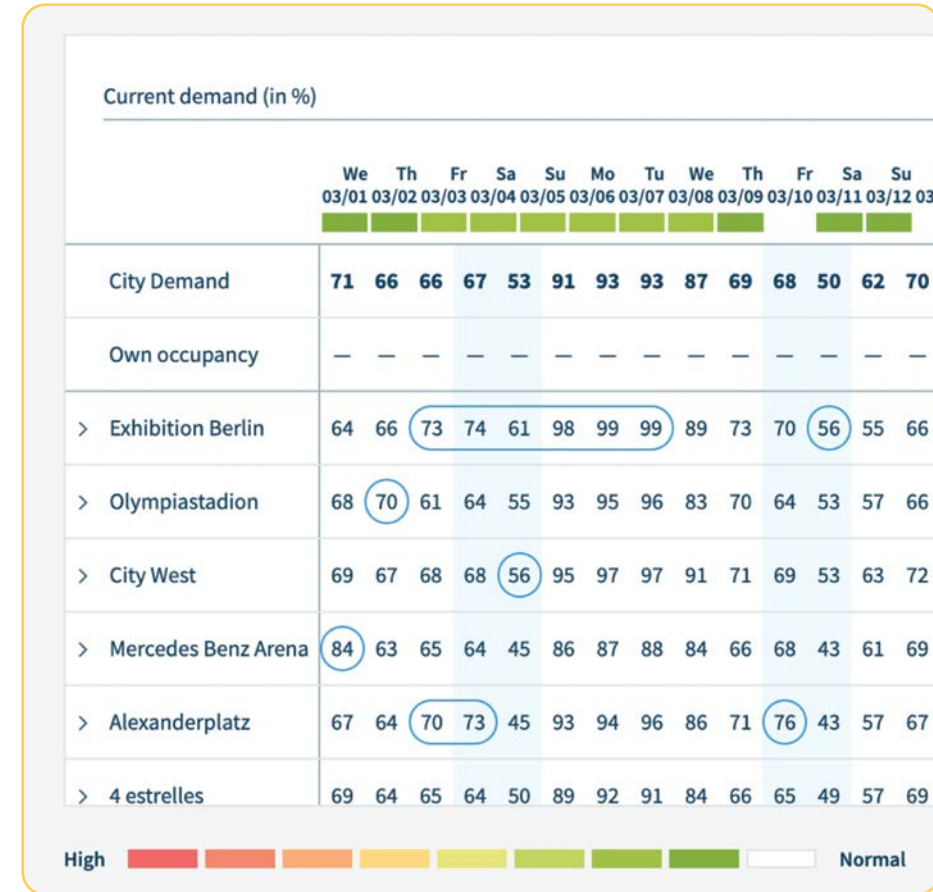 Current demand (in %)
We Th Fr Sa Su Mo Tu We Th Fr Sa Su
03/01 03/02 03/03 03/04 03/05 03/06 03/07 03/08 03/09 03/10 03/11 03/12 03
City Demand 71 66 66 67 53 91 93 93 87 69 68 50 62 70
Own occupancy — — — — — — — — — — — — — —
> Exhibition Berlin 64 66 73 74 61 98 99 99 89 73 70 56 55 66
> Olympiastadion 68 70 61 64 55 93 95 96 83 70 64 53 57 66
> City West 69 67 68 68 56 95 97 97 91 71 69 53 63 72
> Mercedes Benz Arena 84 63 65 64 45 86 87 88 84 66 68 43 61 69
> Alexanderplatz 67 64 70 73 45 93 94 96 86 71 76 43 57 67
> 4 estrelles 69 64 65 64 50 89 92 91 84 66 65 49 57 69
High Normal